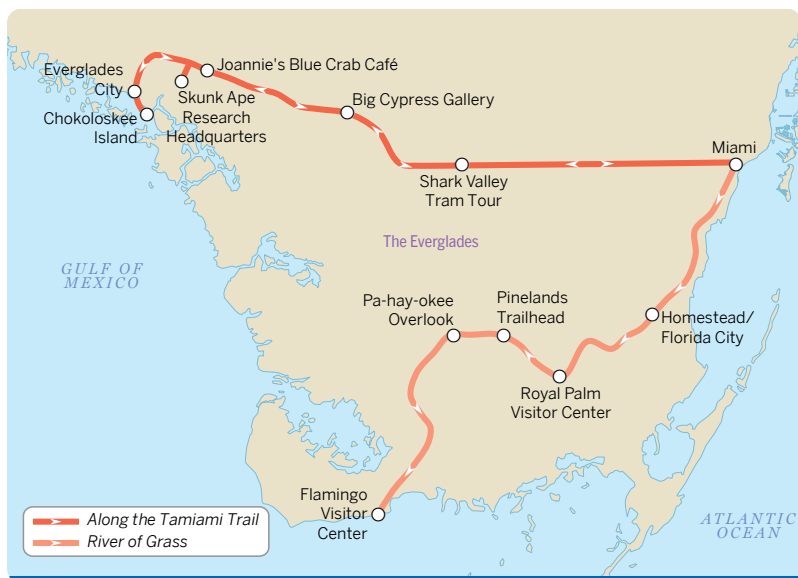 Joannie's Blue Crab Café
Everglades
City
Skunk Ape
Research
Headquarters
Big Cypress Gallery
Chokoloskee
Island
Miami
Shark Valley
Tram Tour
The Everglades
GULF OF
MEXICO
Pa-hay-okee
Overlook
Pinelands
Trailhead
Homestead/
Florida City
Royal Palm
Visitor Center
Flamingo
Visitor
Center
ATLANTIC
OCEAN
Along the Tamiami Trail
River of Grass